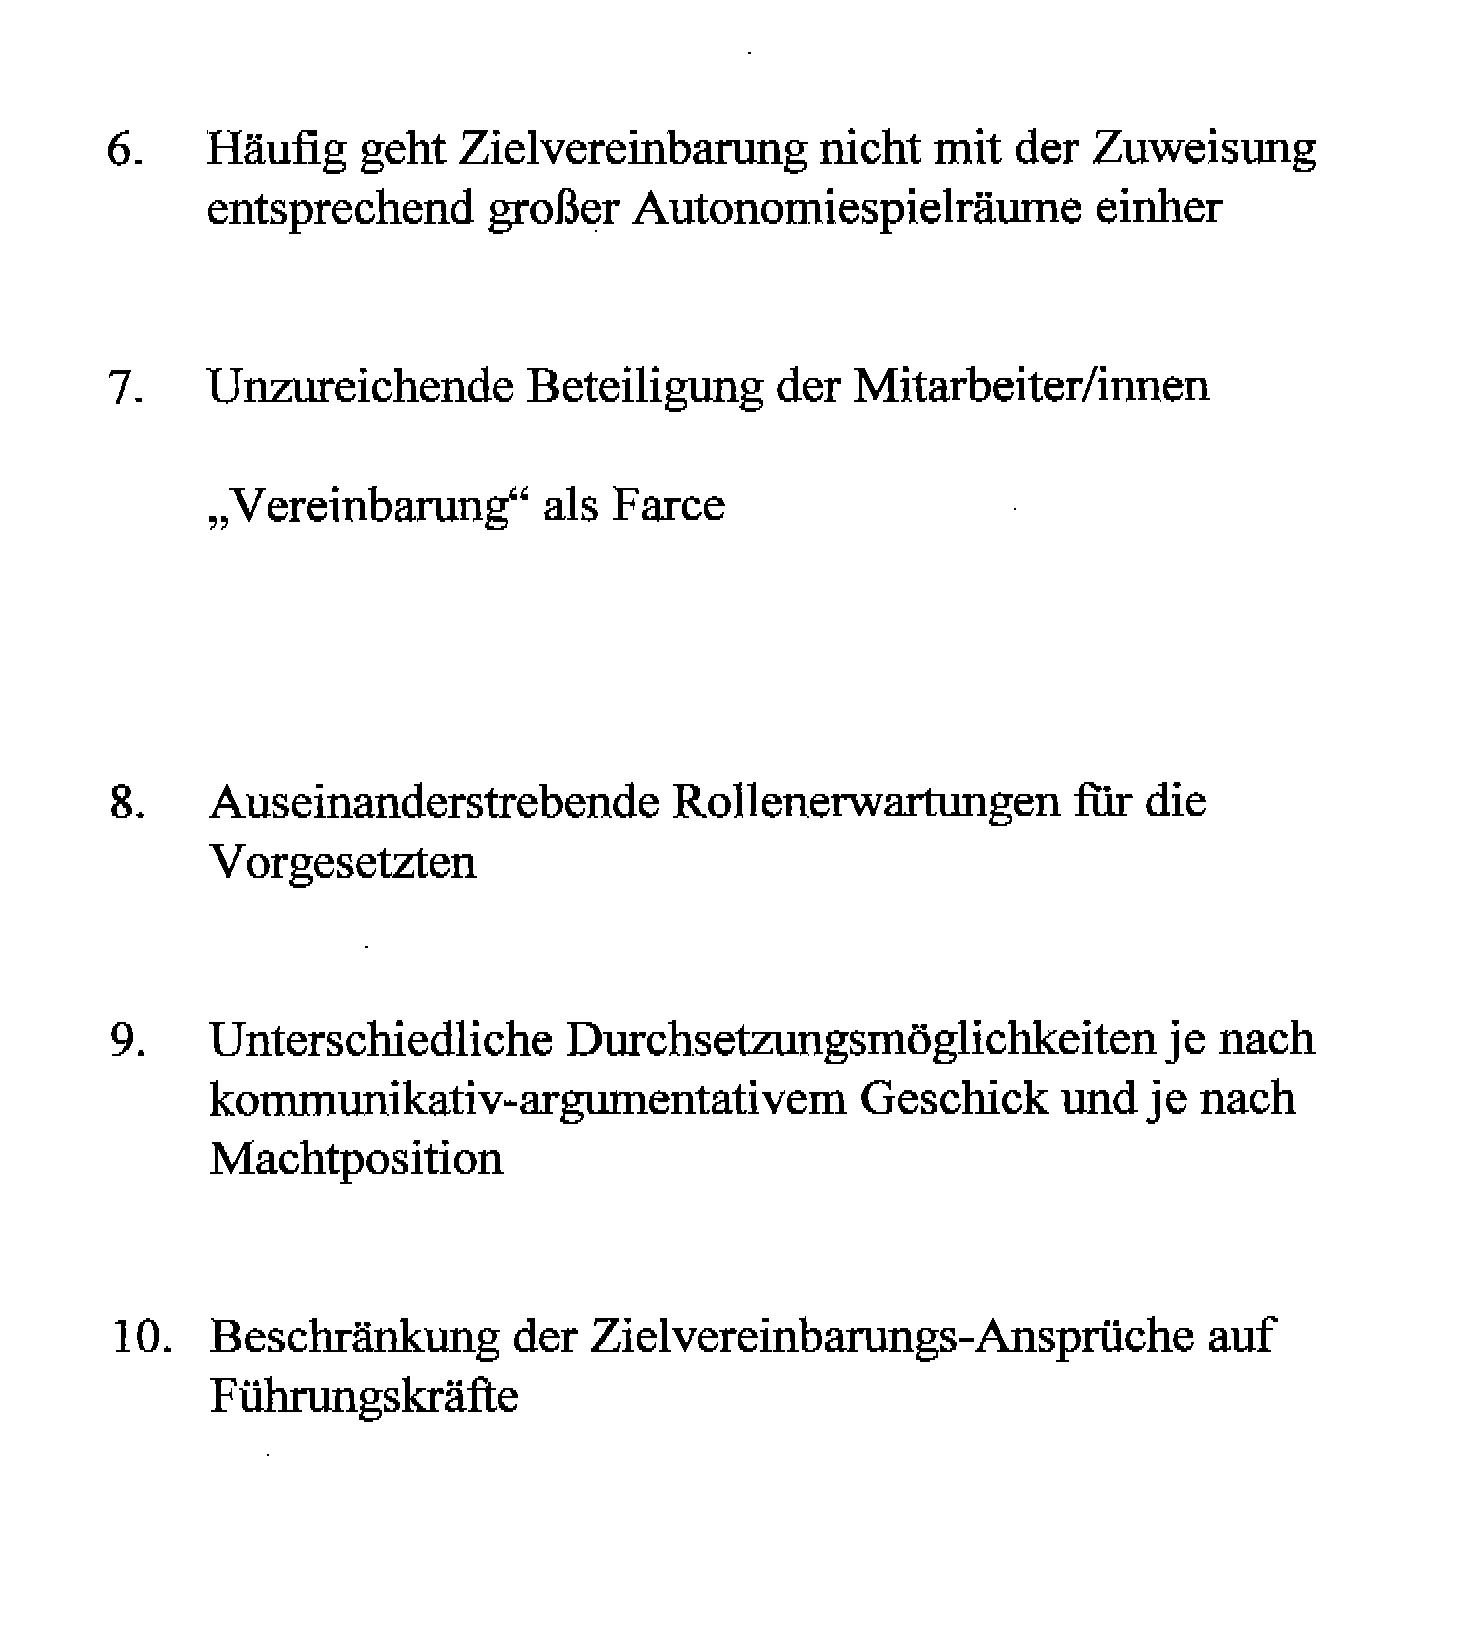 6. Häufig geht Zielvereinbarung nicht mit der Zuweisung
entsprechend großer Autonomiespielräume einher
7. Unzureichende Beteiligung der Mitarbeiter/innen
„Vereinbarung“ als Farce
8. Auseinanderstrebende Rollenerwartungen für die
Vorgesetzten
9. Unterschiedliche Durchsetzungsmöglichkeiten je nach
kommunikativ-argumentativem Geschick und je nach
Machtposition
10. Beschränkung der Zielvereinbarungs-Ansprüche auf
Führungskräfte